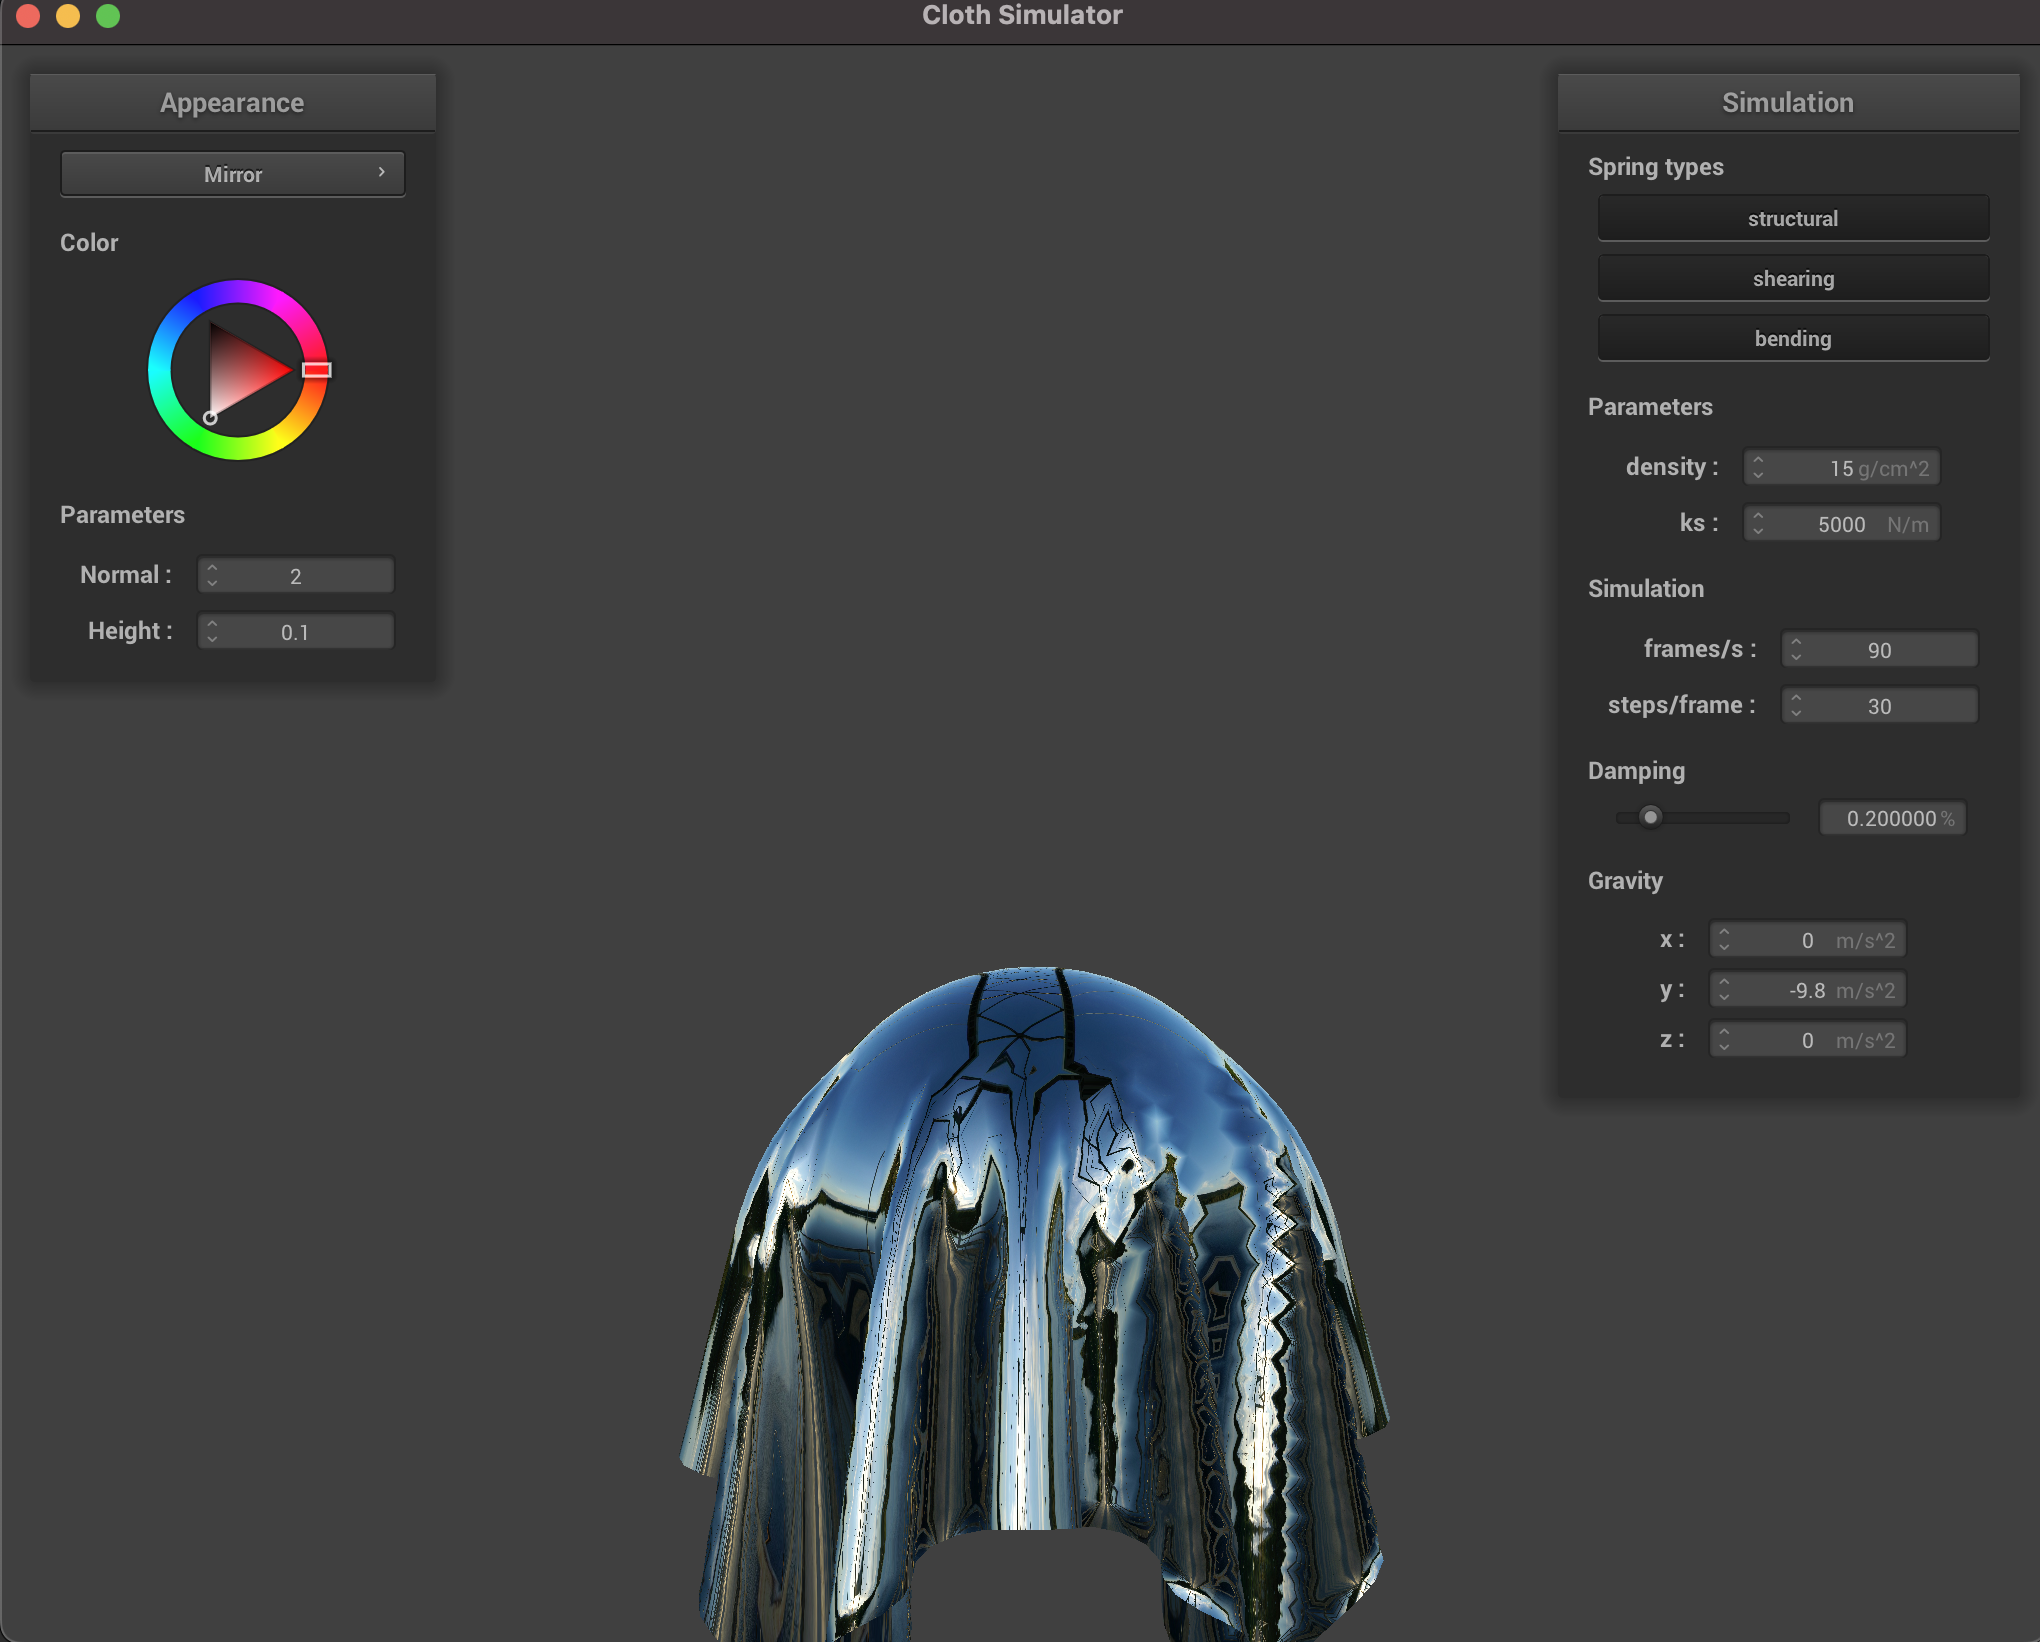 Cloth Simulator
Appearance
Mirror
Color
Parameters
Normal : 2
Height : 0.1
Simulation
Spring types
structural
shearing
bending
Parameters
density : 15 g/cm^2
ks : 5000 N/m
Simulation
frames/s : 90
steps/frame : 30
Damping
0.200000 %
Gravity
x : 0 m/s^2
y : -9.8 m/s^2
z : 0 m/s^2